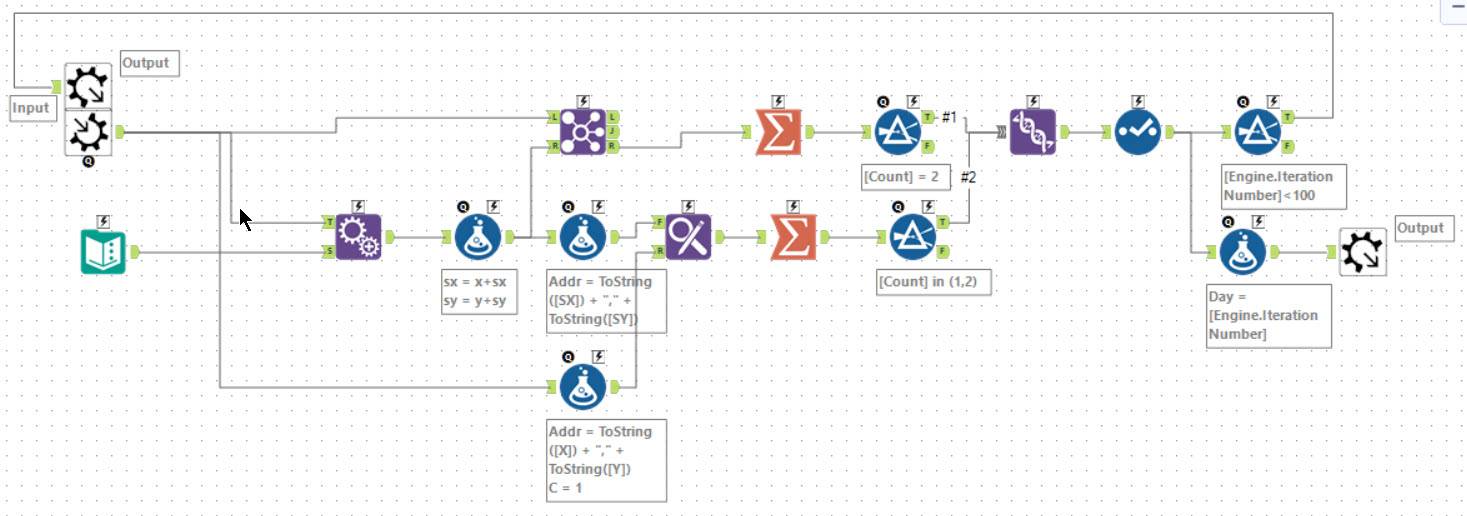 Output
Input
L
L
J
R
R
T
#1
F
[Count] = 2
#2
T
F
[Engine.Iteration
Number]<100
T
S
sx = x+sx
sy = y+sy
Addr = ToString
([SX]) + "," +
ToString([SY])
F
R
T
F
[Count] in (1,2)
Output
Day =
[Engine.Iteration
Number]
Addr = ToString
([X]) + "," +
ToString([Y])
C = 1
Q
Q
Q
Q
Q
Q
Q
Q